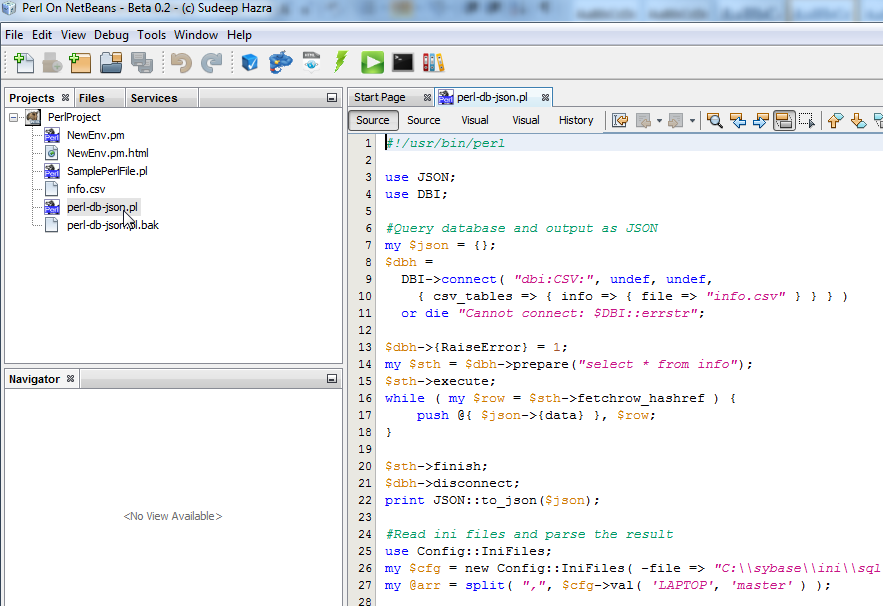 Perl On NetBeans - Beta 0.2 - (c) Sudeep Hazra
File Edit View Debug Tools Window Help
Projects Files Services
PerlProject
NewEnv.pm
NewEnv.pm.html
SamplePerlFile.pl
info.csv
perl-db-json.pl
perl-db-json.pl.bak
Navigator
<No View Available>
Start Page perl-db-json.pl
Source Source Visual Visual History
1 #!/usr/bin/perl
2
3 use JSON;
4 use DBI;
5
6 #Query database and output as JSON
7 my $json = {};
8 $dbh =
9 DBI->connect( "dbi:CSV:", undef, undef,
10 { csv_tables => { info => { file => "info.csv" } } } )
11 or die "Cannot connect: $DBI::errstr";
12
13 $dbh->{RaiseError} = 1;
14 my $sth = $dbh->prepare("select * from info");
15 $sth->execute;
16 while ( my $row = $sth->fetchrow_hashref ) {
17 push @{ $json->{data} }, $row;
18 }
19
20 $sth->finish;
21 $dbh->disconnect;
22 print JSON::to_json($json);
23
24 #Read ini files and parse the result
25 use Config::IniFiles;
26 my $cfg = new Config::IniFiles( -file => "C:\\sybase\\ini\\sql
27 my @arr = split( ",", $cfg->val( 'LAPTOP', 'master' ) );
28